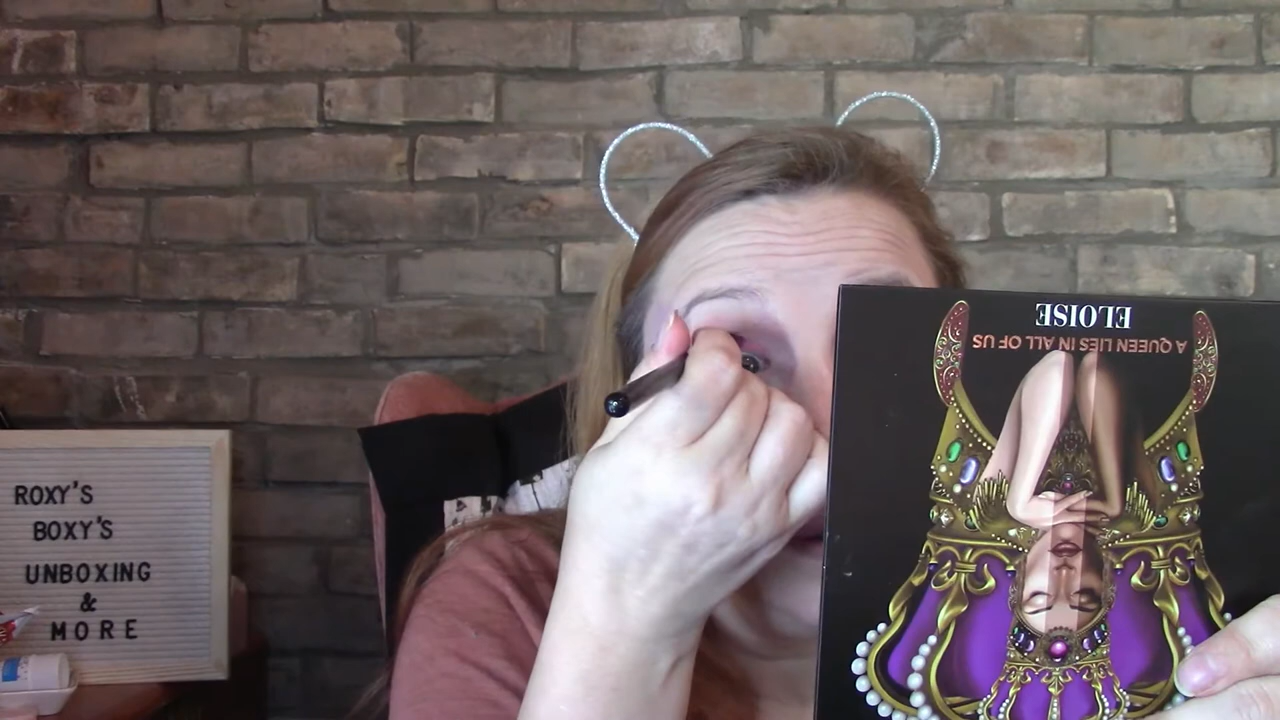 ROXY'S
BOXY'S
UNBOXING
&
MORE
ELOISE
A QUEEN LIES IN ALL OF US